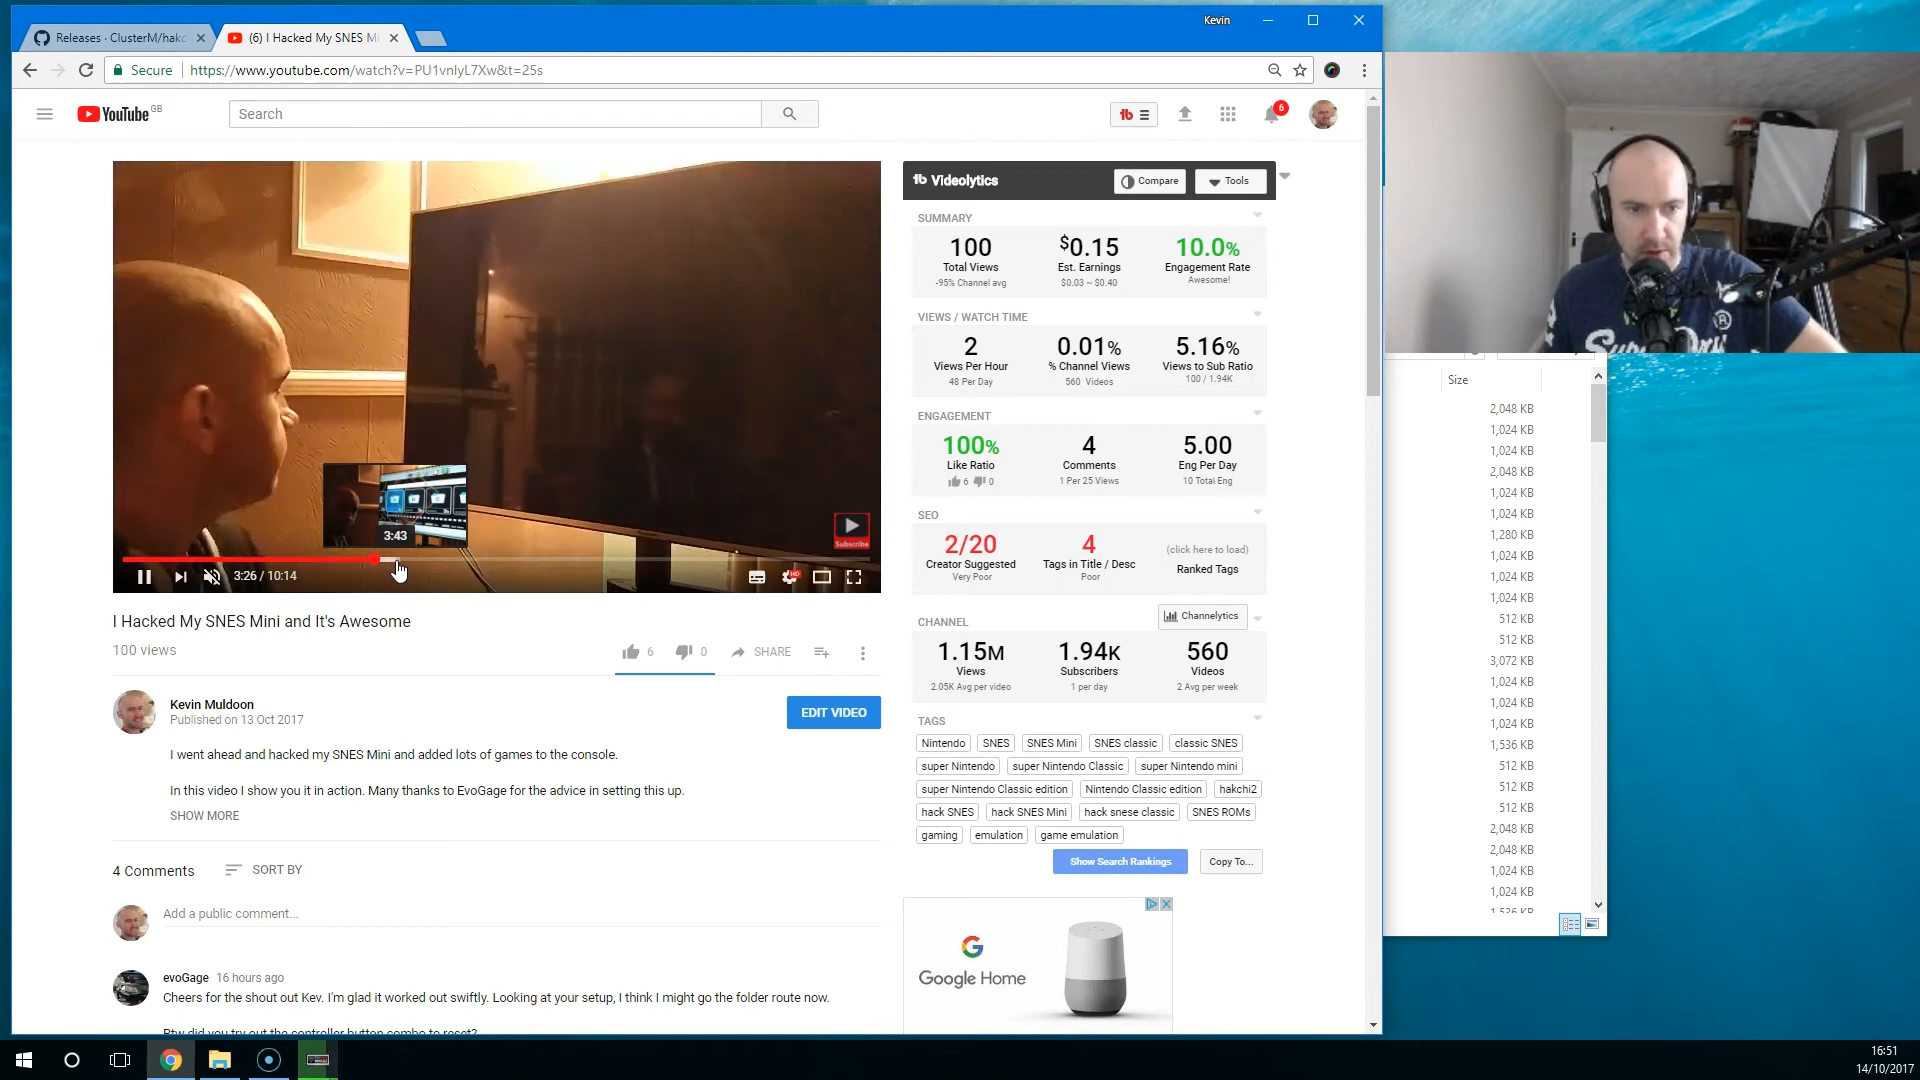 Kevin
Releases · ClusterM/hakc
(6) I Hacked My SNES Mi
Secure
https://www.youtube.com/watch?v=PU1vnlyL7Xw&t=25s
YouTube GB
Search
tb
6
3:43
Subscribe
3:26 / 10:14
HD
I Hacked My SNES Mini and It's Awesome
100 views
6
0
SHARE
Kevin Muldoon
Published on 13 Oct 2017
EDIT VIDEO
I went ahead and hacked my SNES Mini and added lots of games to the console.
In this video I show you it in action. Many thanks to EvoGage for the advice in setting this up.
SHOW MORE
4 Comments
SORT BY
Add a public comment...
evoGage 16 hours ago
Cheers for the shout out Kev. I'm glad it worked out swiftly. Looking at your setup, I think I might go the folder route now.
Btw did you try out the controller button combo to reset?
tb Videolytics
Compare
Tools
SUMMARY
100 $0.15 10.0%
Total Views Est. Earnings Engagement Rate
-95% Channel avg $0.03 ~ $0.40 Awesome!
VIEWS / WATCH TIME
2 0.01% 5.16%
Views Per Hour % Channel Views Views to Sub Ratio
48 Per Day 560 Videos 100 / 1.94K
ENGAGEMENT
100% 4 5.00
Like Ratio Comments Eng Per Day
6 0 1 Per 25 Views 10 Total Eng
SEO
2/20 4 (click here to load)
Creator Suggested Tags in Title / Desc Ranked Tags
Very Poor Poor
CHANNEL
Channelytics
1.15M 1.94K 560
Views Subscribers Videos
2.05K Avg per video 1 per day 2 Avg per week
TAGS
Nintendo SNES SNES Mini SNES classic classic SNES
super Nintendo super Nintendo Classic super Nintendo mini
super Nintendo Classic edition Nintendo Classic edition hakchi2
hack SNES hack SNES Mini hack snese classic SNES ROMs
gaming emulation game emulation
Show Search Rankings
Copy To...
G
Google Home
®
Size
2,048 KB
1,024 KB
1,024 KB
2,048 KB
1,024 KB
1,024 KB
1,280 KB
1,024 KB
1,024 KB
1,024 KB
512 KB
512 KB
3,072 KB
1,024 KB
1,024 KB
1,024 KB
1,536 KB
512 KB
512 KB
512 KB
2,048 KB
2,048 KB
1,024 KB
1,024 KB
1,536 KB
16:51
14/10/2017